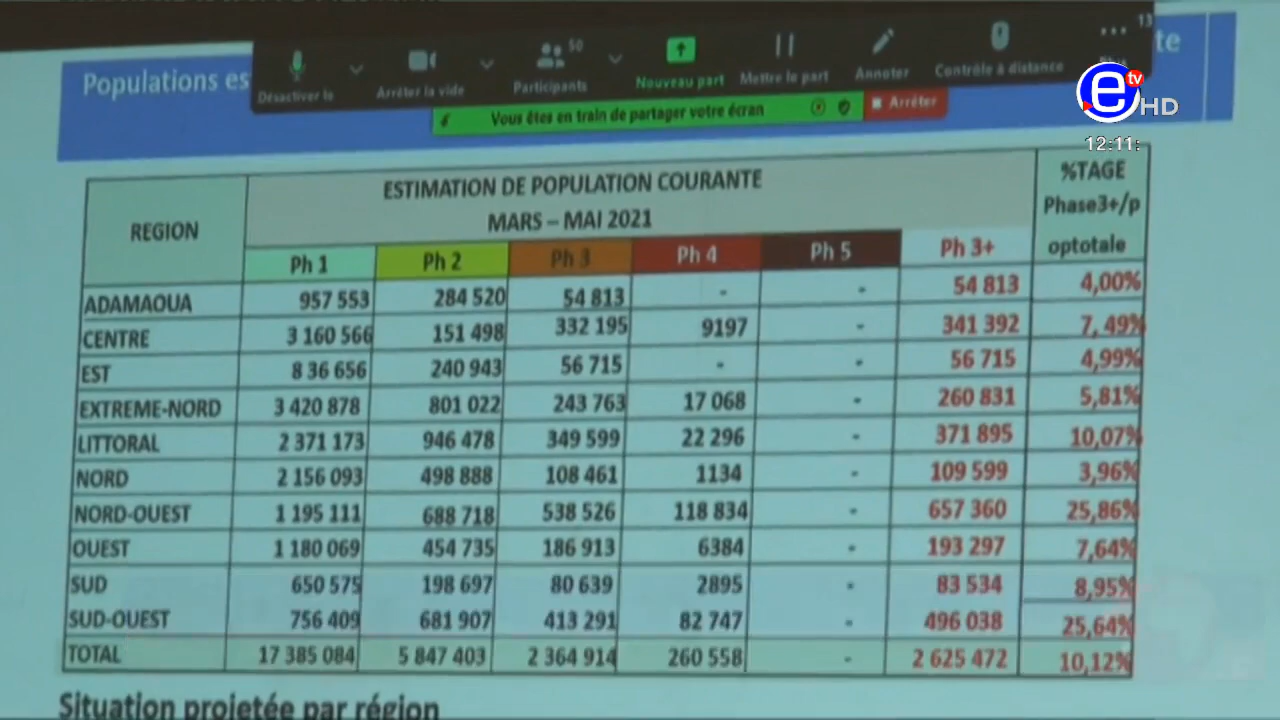 Populations es
te
13
50
Désactiver le
Arrêter la vidé
Participants
Nouveau part
Mettre le part
Annoter
Contrôle à distance
Vous êtes en train de partager votre écran
Arrêter
e tv HD
12:11:
REGION
ESTIMATION DE POPULATION COURANTE
MARS – MAI 2021
%TAGE
Phase3+/p
optotale
Ph 1 Ph 2 Ph 3 Ph 4 Ph 5 Ph 3+
ADAMAOUA 957 553 284 520 54 813 - - 54 813 4,00%
CENTRE 3 160 566 151 498 332 195 9197 - 341 392 7, 49%
EST 8 36 656 240 943 56 715 - - 56 715 4,99%
EXTREME-NORD 3 420 878 801 022 243 763 17 068 - 260 831 5,81%
LITTORAL 2 371 173 946 478 349 599 22 296 - 371 895 10,07%
NORD 2 156 093 498 888 108 461 1134 - 109 599 3,96%
NORD-OUEST 1 195 111 688 718 538 526 118 834 - 657 360 25,86%
OUEST 1 180 069 454 735 186 913 6384 - 193 297 7,64%
SUD 650 575 198 697 80 639 2895 - 83 534 8,95%
SUD-OUEST 756 409 681 907 413 291 82 747 - 496 038 25,64%
TOTAL 17 385 084 5 847 403 2 364 914 260 558 - 2 625 472 10,12%
Situation projetée par région